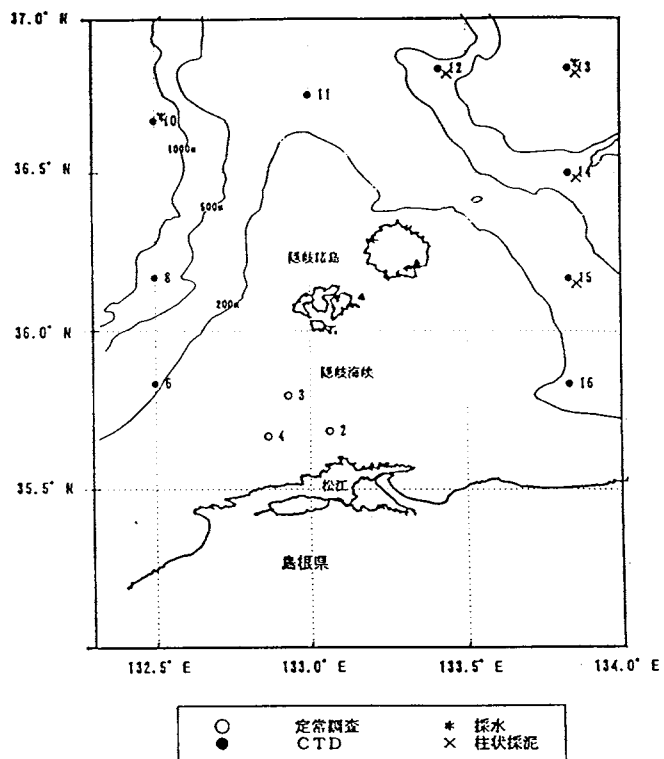 37.0° N
12
13
11
10
1000m
36.5° N
14
500m
隠岐諸島
8
15
200m
36.0° N
隠岐海峡
6
16
3
4
2
35.5° N
松江
島根県
132.5° E
133.0° E
133.5° E
134.0° E
○ 定常調査 * 採水
● CTD × 柱状採泥